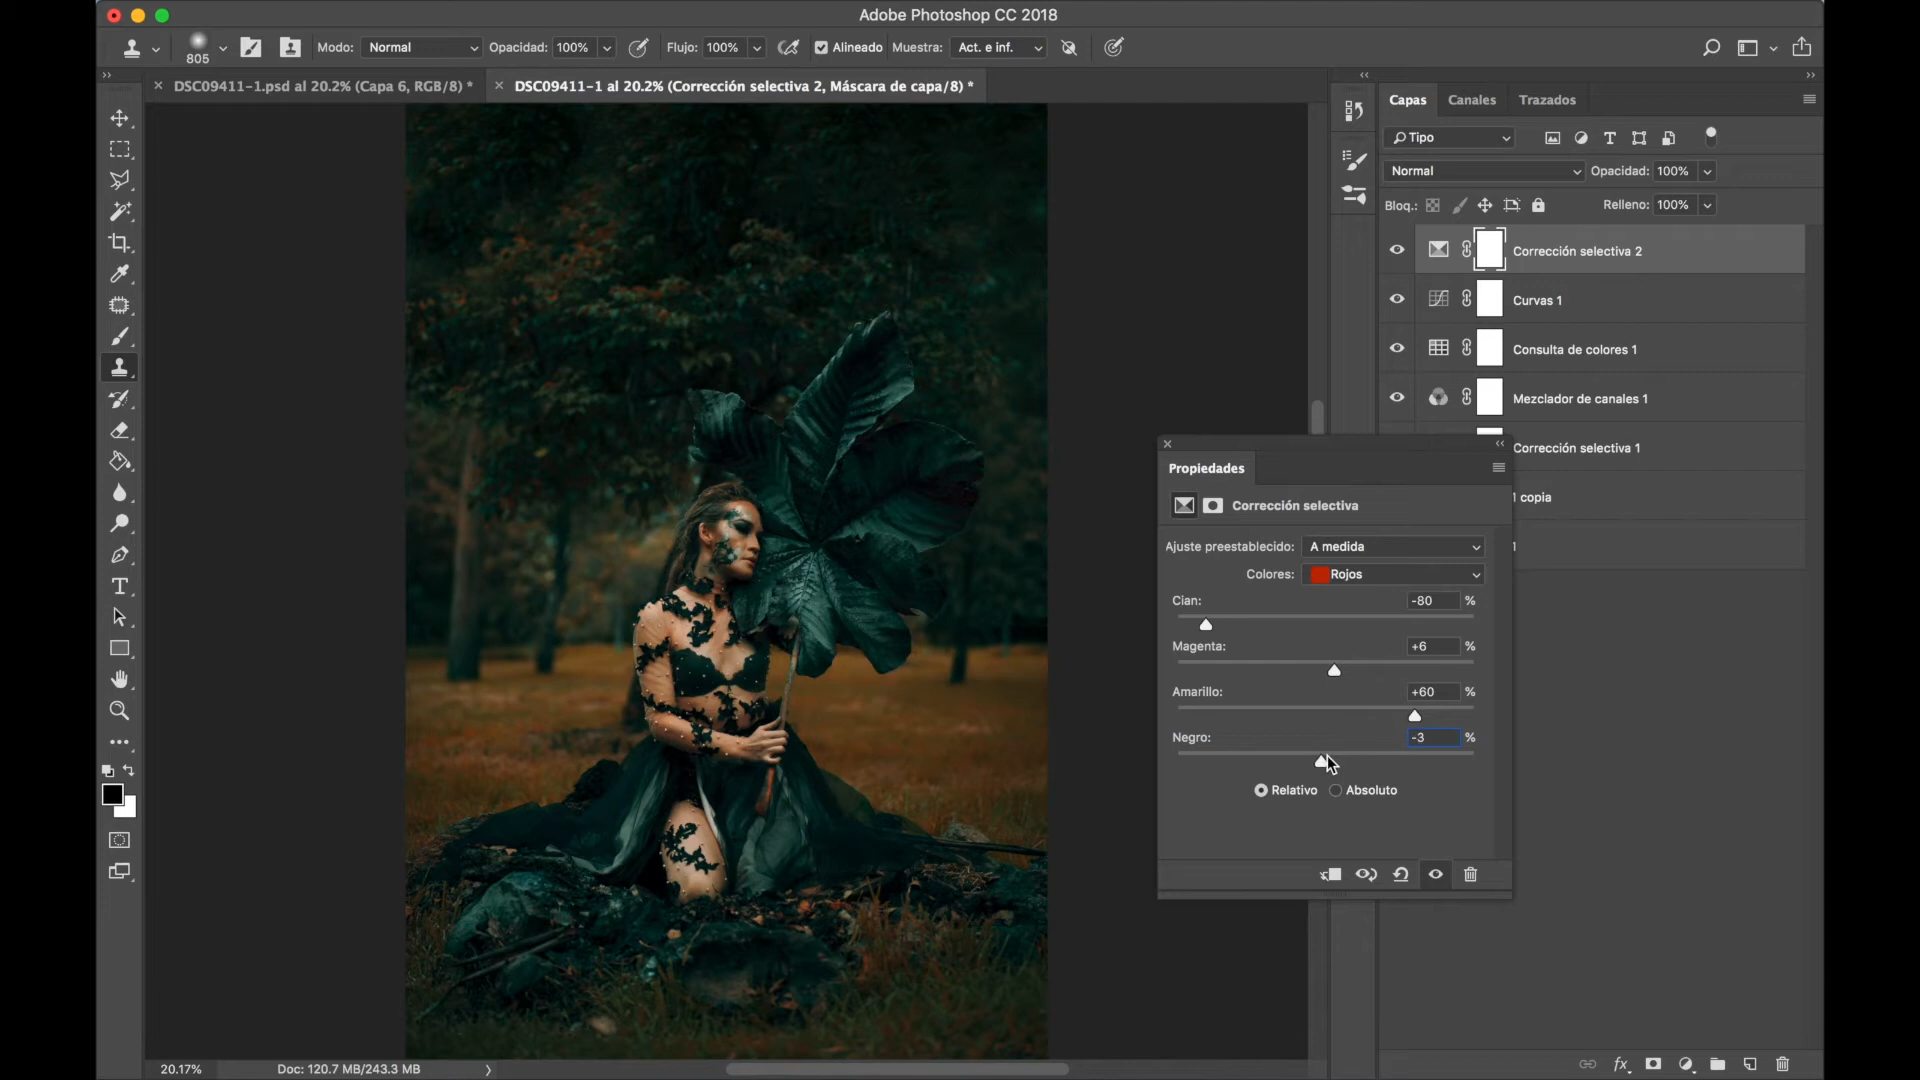 Adobe Photoshop CC 2018
805
Modo: Normal
Opacidad: 100%
Flujo: 100%
Alineado
Muestra: Act. e inf.
DSC09411-1.psd al 20.2% (Capa 6, RGB/8) *
DSC09411-1 al 20.2% (Corrección selectiva 2, Máscara de capa/8) *
Capas
Canales
Trazados
Tipo
Normal
Opacidad: 100%
Bloq.:
Relleno: 100%
Corrección selectiva 2
Curvas 1
Consulta de colores 1
Mezclador de canales 1
Corrección selectiva 1
1 copia
1
Propiedades
Corrección selectiva
Ajuste preestablecido: A medida
Colores: Rojos
Cian: -80 %
Magenta: +6 %
Amarillo: +60 %
Negro: -3 %
Relativo
Absoluto
20.17%
Doc: 120.7 MB/243.3 MB
fx